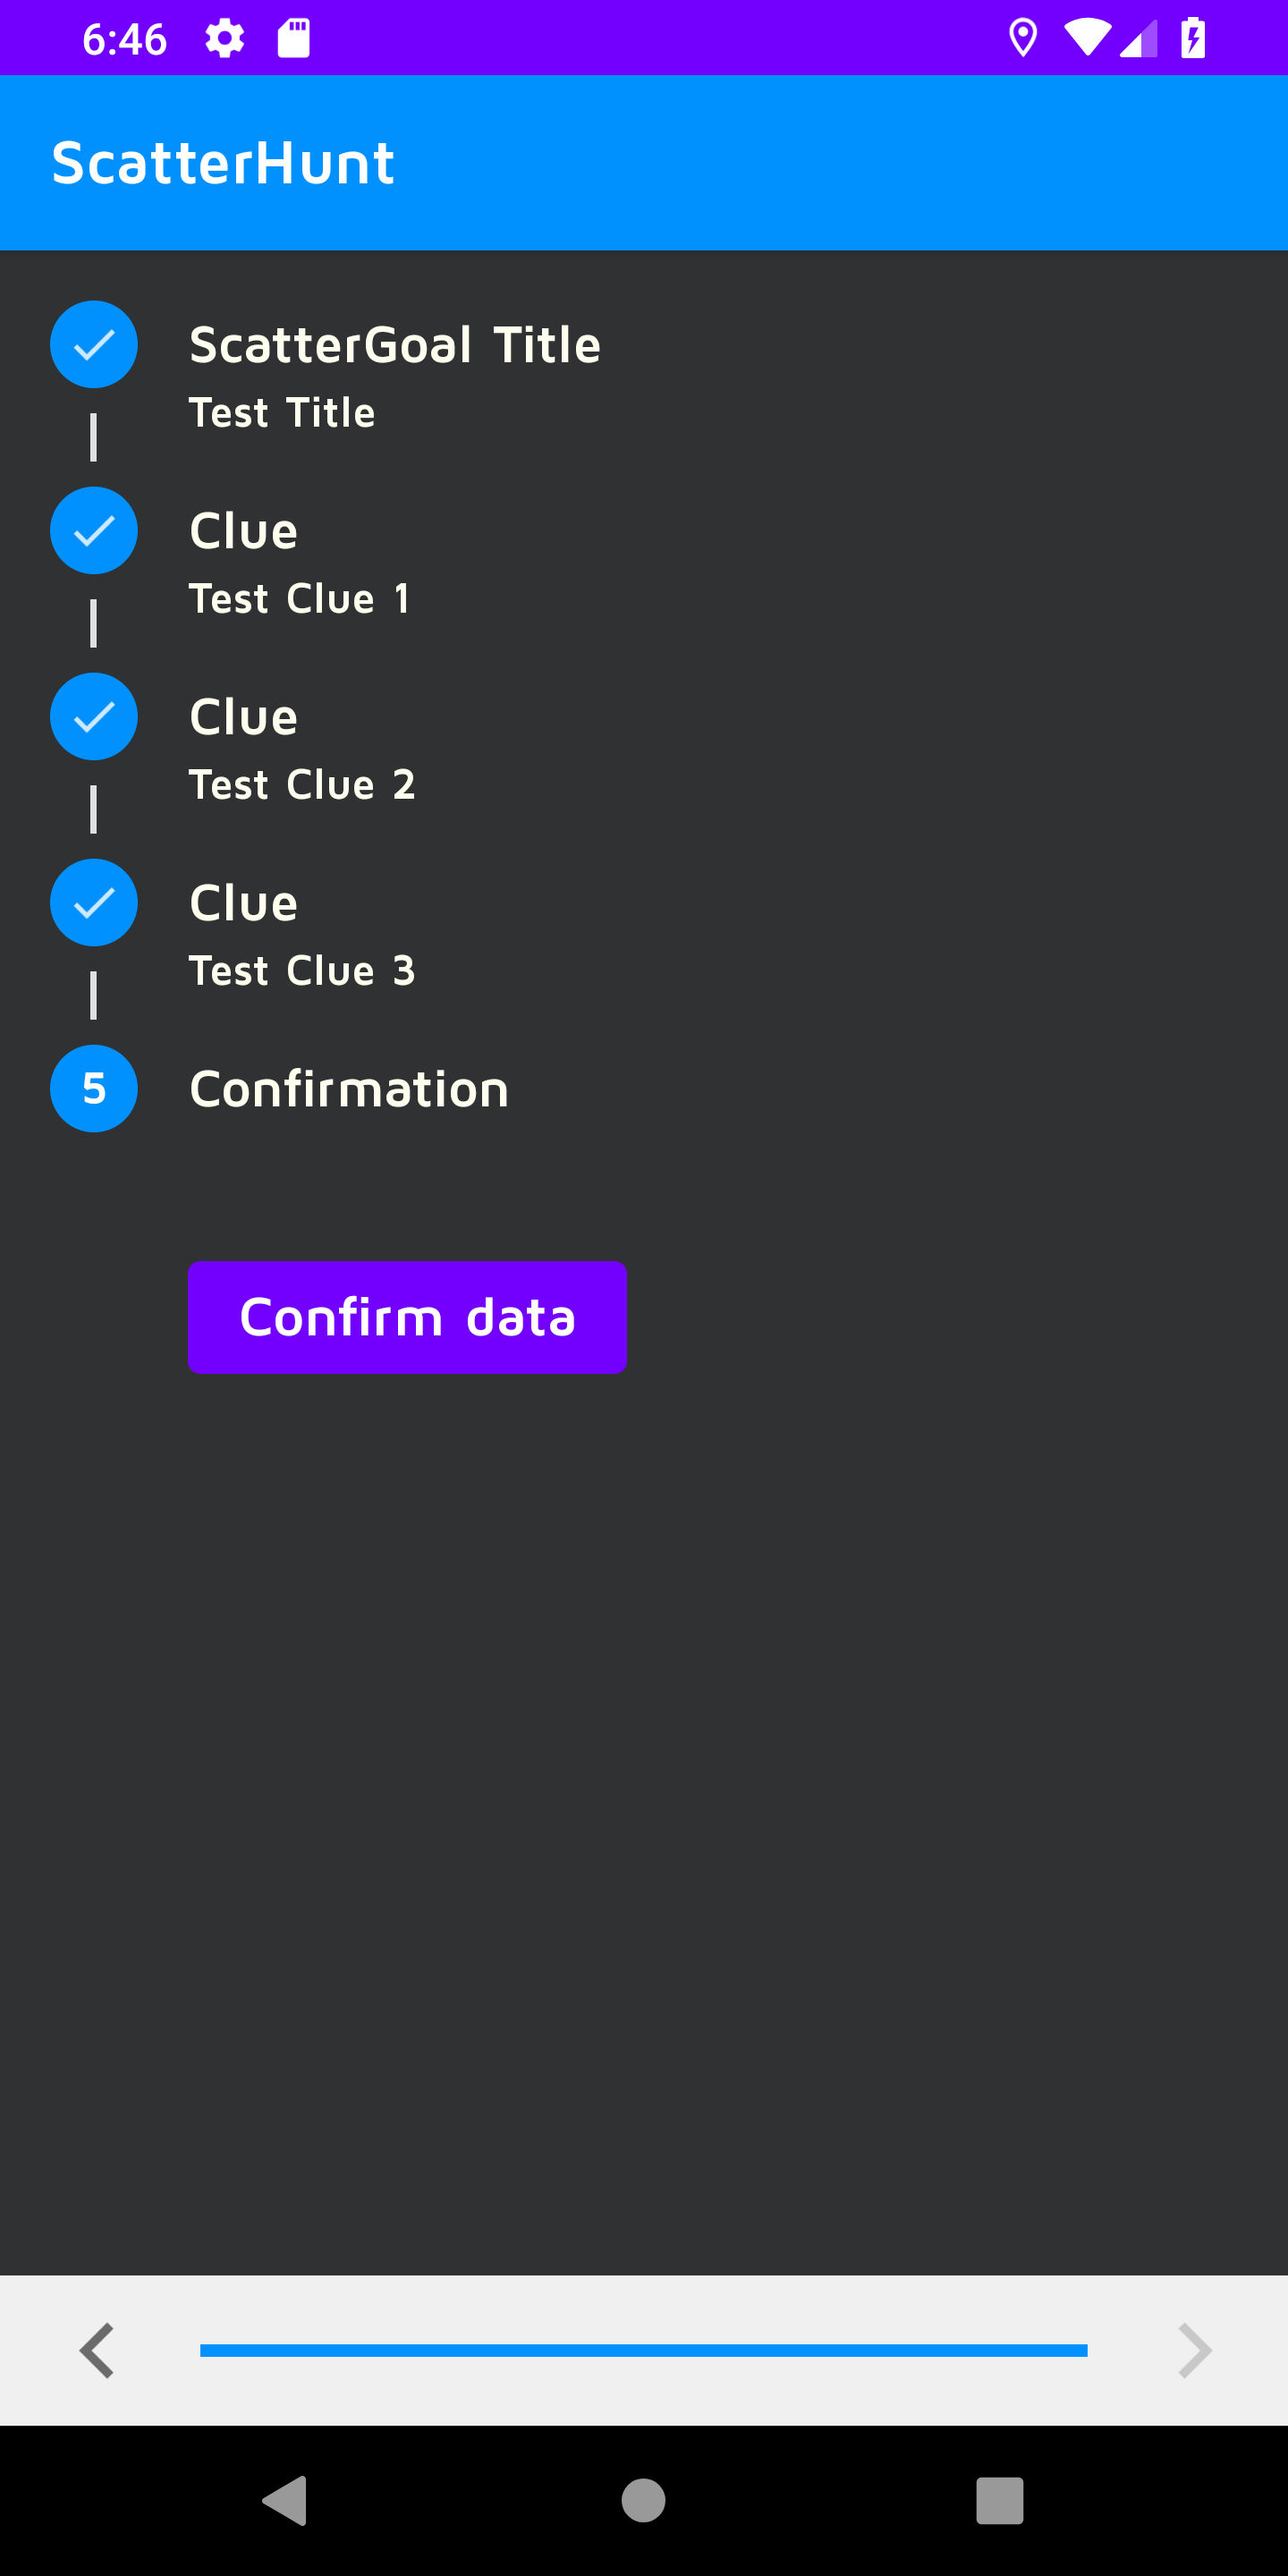 6:46
ScatterHunt
ScatterGoal Title
Test Title
Clue
Test Clue 1
Clue
Test Clue 2
Clue
Test Clue 3
5 Confirmation
Confirm data